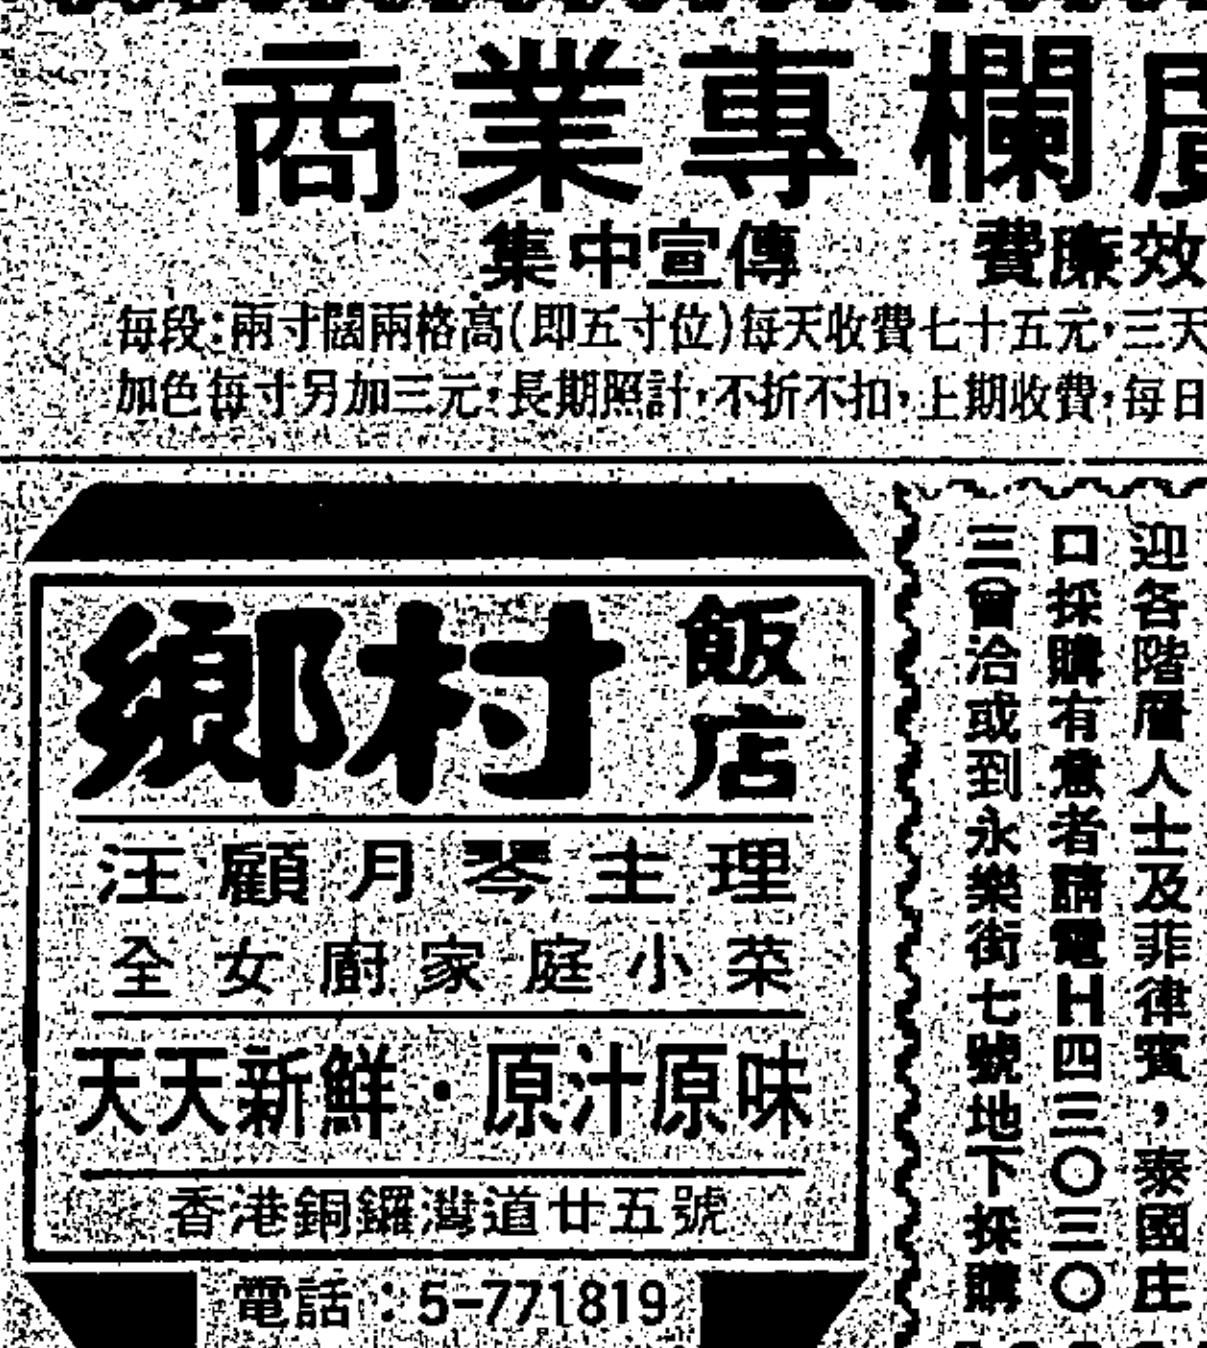 商業專欄廣
集中宣傳　費廉效
每段：兩寸闊兩格高(即五寸位)每天收費七十五元，三天
加色每寸另加三元，長期照計，不折不扣，上期收費，每日
鄉村飯店
汪顧月琴主理
全女廚家庭小菜
天天新鮮·原汁原味
香港銅鑼灣道廿五號
電話：5-771819
迎各階層人士及菲律賓，泰國庄
口採購有意者請電H四三〇三〇
三曾洽或到永樂街七號地下採購